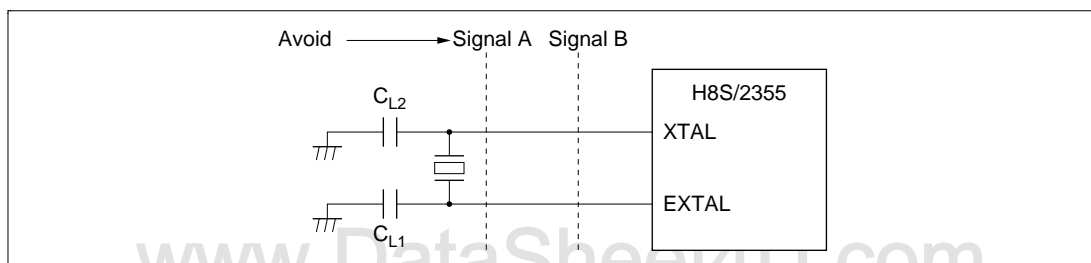 Avoid Signal A Signal B
H8S/2355
CL2
XTAL
EXTAL
CL1
www.DataSheet4U.com